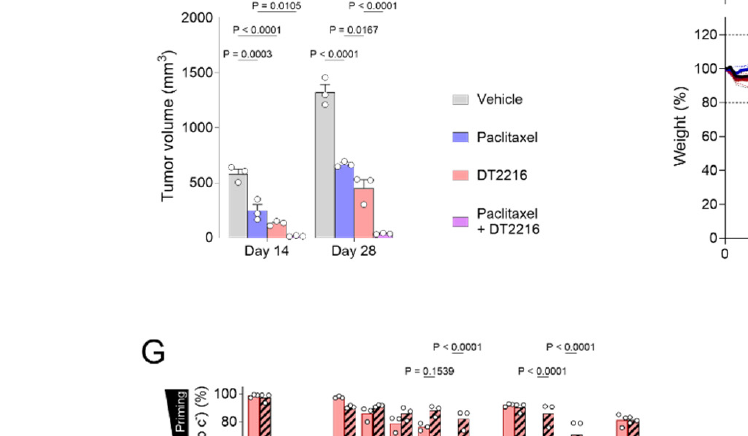 P = 0.0105
P < 0.0001
2000
P < 0.0001
P = 0.0167
P = 0.0003
P < 0.0001
1500
1000
500
0
Tumor volume (mm³)
Day 14
Day 28
Vehicle
Paclitaxel
DT2216
Paclitaxel
+ DT2216
Weight (%)
120
100
80
60
40
20
0
0
G
P < 0.0001
P < 0.0001
P = 0.1539
P < 0.0001
Priming
c) (%)
100
80